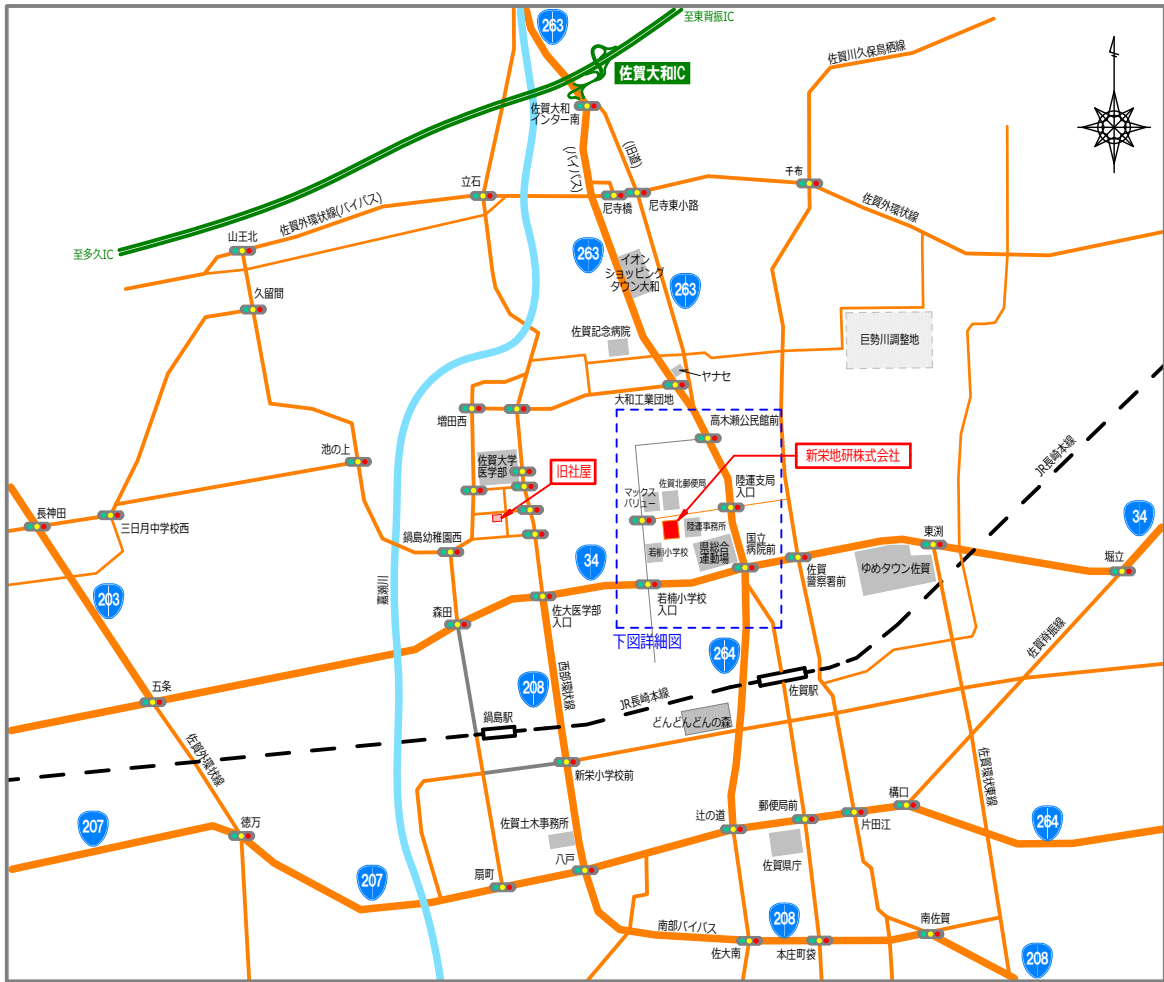 263
至東背振IC
佐賀川久保鳥栖線
佐賀大和IC
佐賀大和
インター南
(バイパス)
(旧道)
千布
立石
尼寺橋
尼寺東小路
佐賀外環状線
佐賀外環状線(バイパス)
山王北
至多久IC
263
イオン
ショッピング
タウン大和
263
久留間
佐賀記念病院
巨勢川調整地
ヤナセ
大和工業団地
増田西
高木瀬公民館前
JR長崎本線
池の上
佐賀大学
医学部
旧社屋
新栄地研株式会社
佐賀北郵便局
陸運支局
入口
マックス
バリュー
長神田
三日月中学校西
陸運事務所
34
鍋島幼稚園西
若楠小学校
県総合
運動場
国立
病院前
東渕
堀立
34
佐賀
警察署前
ゆめタウン佐賀
嘉瀬川
203
森田
佐大医学部
入口
若楠小学校
入口
下図詳細図
264
佐賀脊振線
五条
208
西部環状線
JR長崎本線
佐賀駅
鍋島駅
どんどんどんの森
佐賀外環状線
新栄小学校前
佐賀環状東線
構口
207
徳万
佐賀土木事務所
辻の道
郵便局前
片田江
264
八戸
佐賀県庁
扇町
207
南部バイパス
208
南佐賀
佐大南
本庄町袋
208